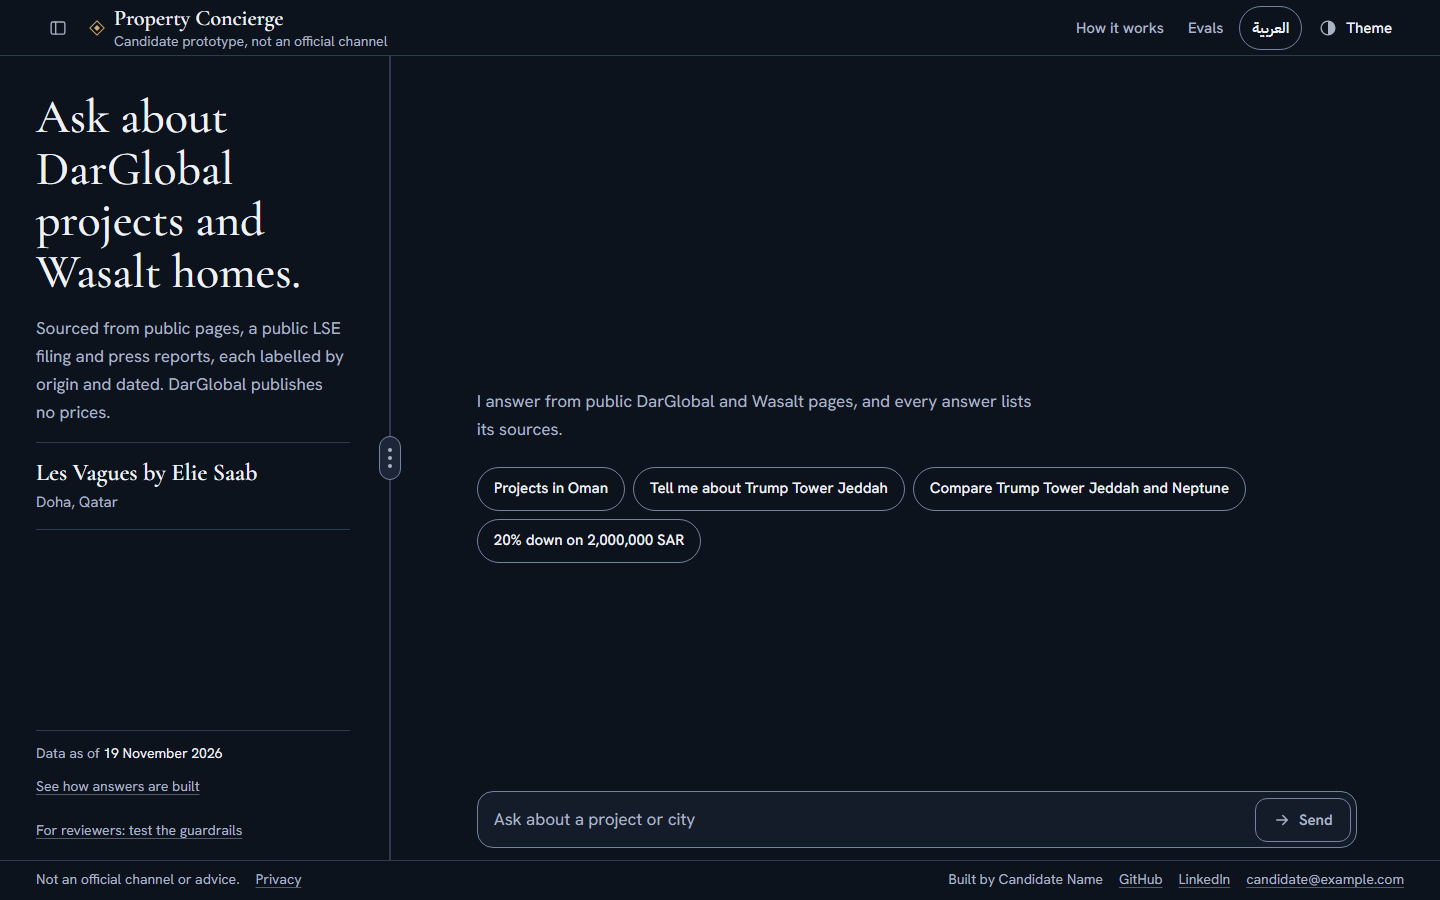 Property Concierge
Candidate prototype, not an official channel
How it works
Evals
العربية
Theme
Ask about
DarGlobal
projects and
Wasalt homes.
Sourced from public pages, a public LSE
filing and press reports, each labelled by
origin and dated. DarGlobal publishes
no prices.
Les Vagues by Elie Saab
Doha, Qatar
Data as of 19 November 2026
See how answers are built
For reviewers: test the guardrails
I answer from public DarGlobal and Wasalt pages, and every answer lists
its sources.
Projects in Oman
Tell me about Trump Tower Jeddah
Compare Trump Tower Jeddah and Neptune
20% down on 2,000,000 SAR
Ask about a project or city
Send
Not an official channel or advice.
Privacy
Built by Candidate Name
GitHub
LinkedIn
candidate@example.com